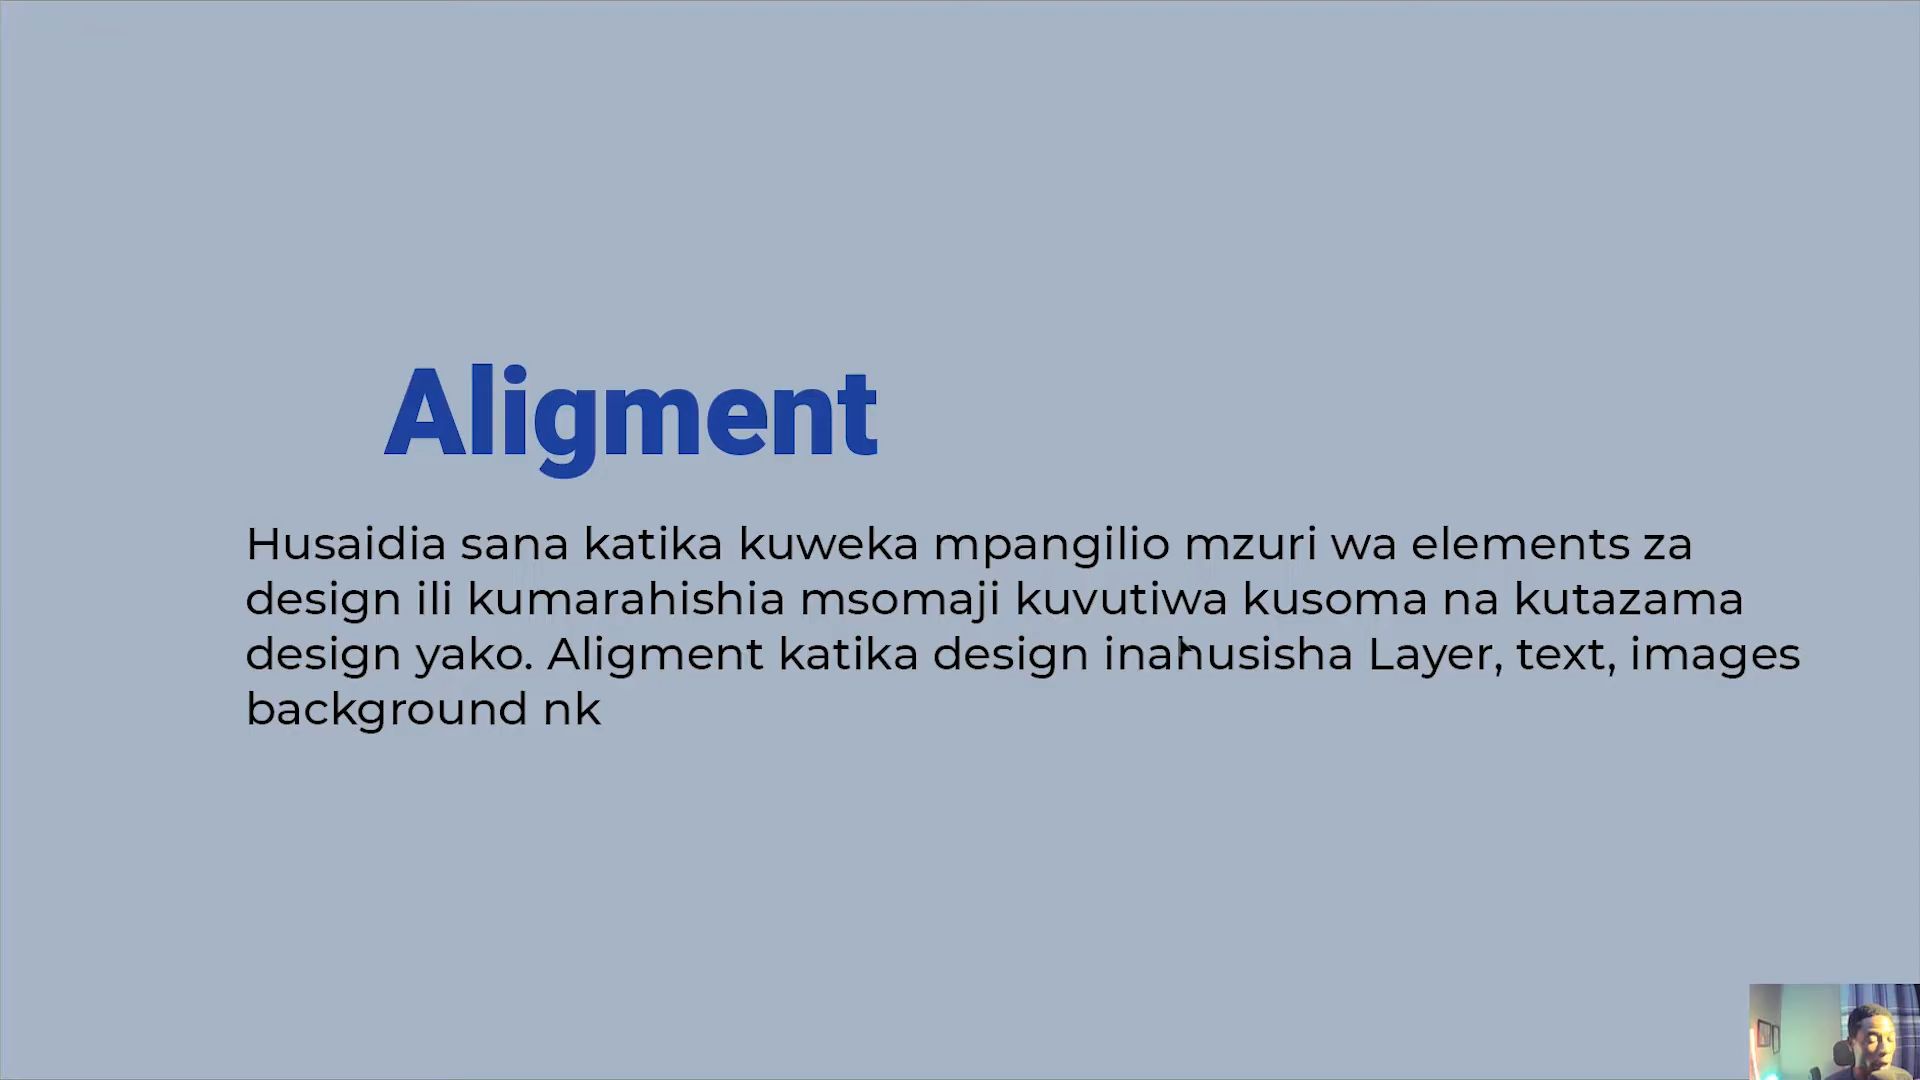 Aligment
Husaidia sana katika kuweka mpangilio mzuri wa elements za
design ili kumarahishia msomaji kuvutiwa kusoma na kutazama
design yako. Aligment katika design inahusisha Layer, text, images
background nk